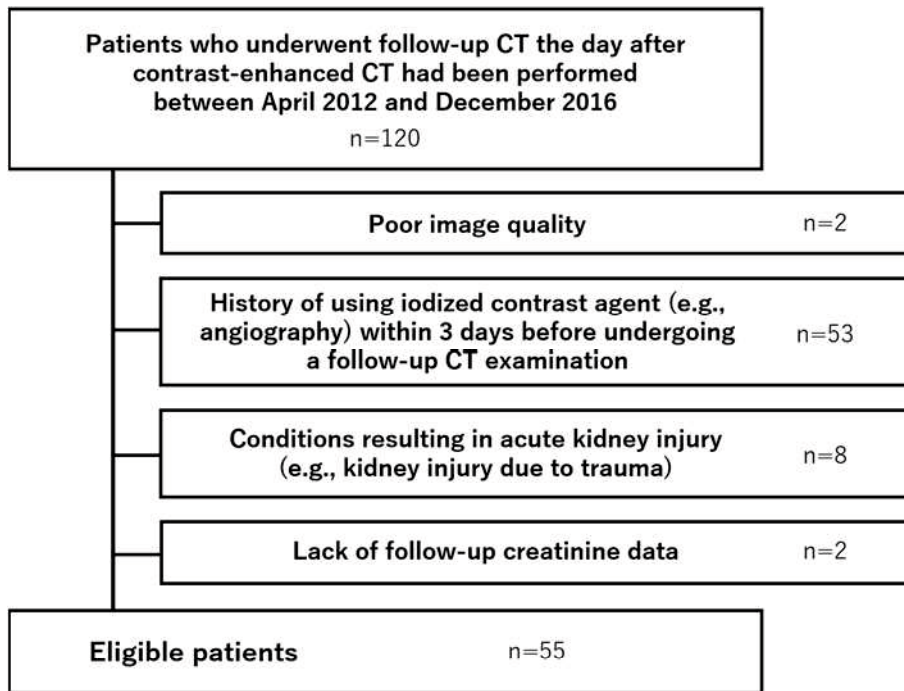 Patients who underwent follow-up CT the day after
contrast-enhanced CT had been performed
between April 2012 and December 2016
n=120
Poor image quality n=2
History of using iodized contrast agent (e.g.,
angiography) within 3 days before undergoing
a follow-up CT examination
n=53
Conditions resulting in acute kidney injury
(e.g., kidney injury due to trauma)
n=8
Lack of follow-up creatinine data n=2
Eligible patients n=55